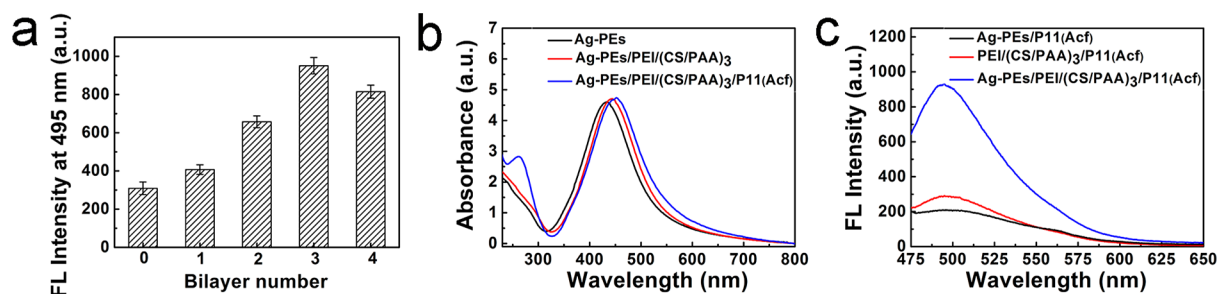 a
FL Intensity at 495 nm (a.u.)
1000
800
600
400
200
0
0 1 2 3 4
Bilayer number
b
Absorbance (a.u.)
7
6
5
4
3
2
1
0
Ag-PEs
Ag-PEs/PEI/(CS/PAA)3
Ag-PEs/PEI/(CS/PAA)3/P11(Acf)
300 400 500 600 700 800
Wavelength (nm)
c
FL Intensity (a.u.)
1200
1000
800
600
400
200
0
Ag-PEs/P11(Acf)
PEI/(CS/PAA)3/P11(Acf)
Ag-PEs/PEI/(CS/PAA)3/P11(Acf)
475 500 525 550 575 600 625 650
Wavelength (nm)